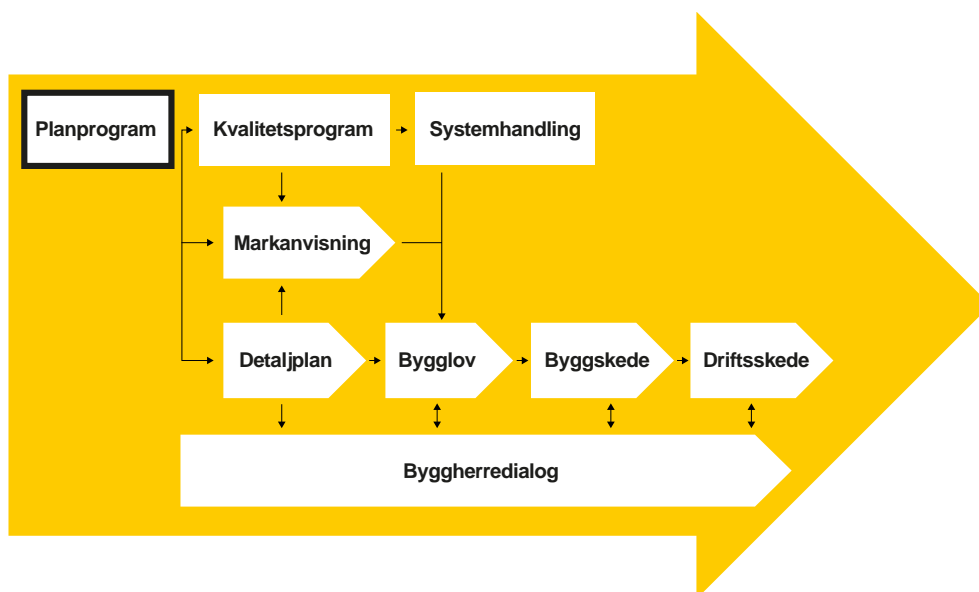 Planprogram
Kvalitetsprogram
Systemhandling
Markanvisning
Detaljplan
Bygglov
Byggskede
Driftsskede
Byggherredialog